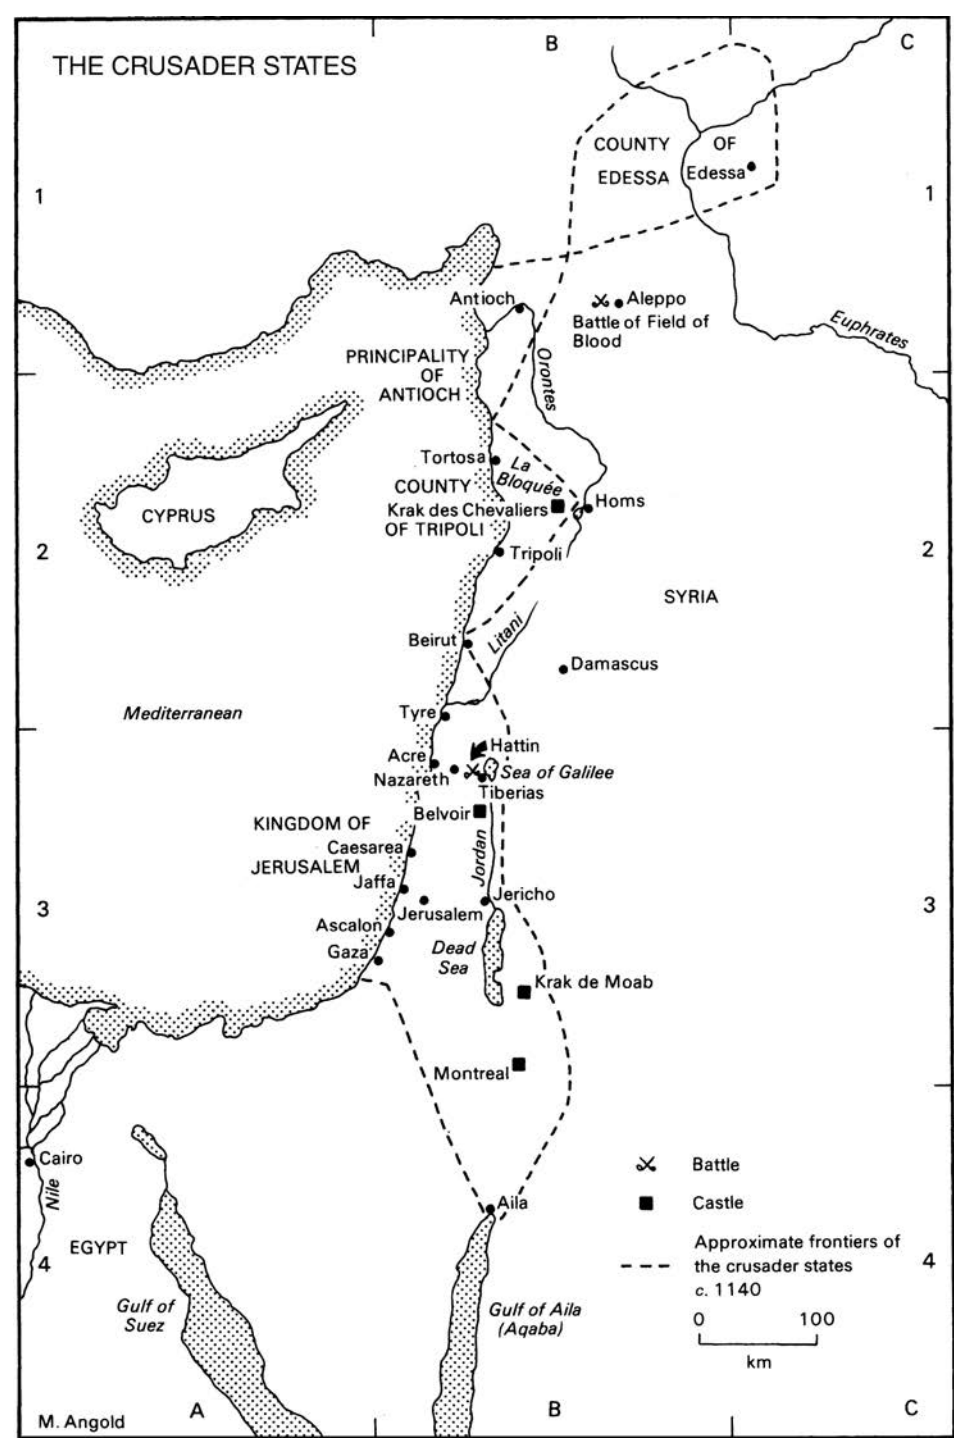 B
C
THE CRUSADER STATES
COUNTY OF
EDESSA
Edessa
1
1
Antioch
Aleppo
Battle of Field of
Blood
Euphrates
Orontes
PRINCIPALITY
OF
ANTIOCH
Tortosa
La
Bloquée
COUNTY
Homs
Krak des Chevaliers
OF TRIPOLI
CYPRUS
2
2
Tripoli
SYRIA
Beirut
Litani
Damascus
Mediterranean
Tyre
Hattin
Acre
Sea of Galilee
Nazareth
Tiberias
Belvoir
KINGDOM OF
Caesarea
JERUSALEM
Jordan
Jaffa
Jericho
3
3
Jerusalem
Ascalon
Gaza
Dead
Sea
Krak de Moab
Montreal
Cairo
Nile
Battle
Castle
Aila
EGYPT
Approximate frontiers of
the crusader states
c. 1140
4
4
Gulf of
Suez
Gulf of Aila
(Aqaba)
0 100
km
M. Angold
A
B
C